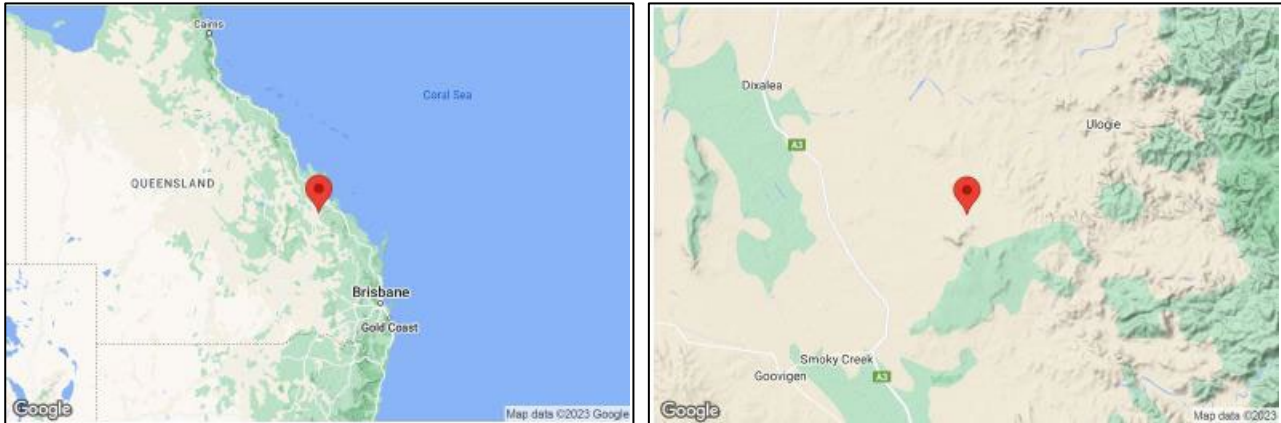 Cairns
Coral Sea
QUEENSLAND
Brisbane
Gold Coast
Google
Map data ©2023 Google
Dixalea
Ulogie
A3
Smoky Creek
Goovigen
A3
Google
Map data ©2023